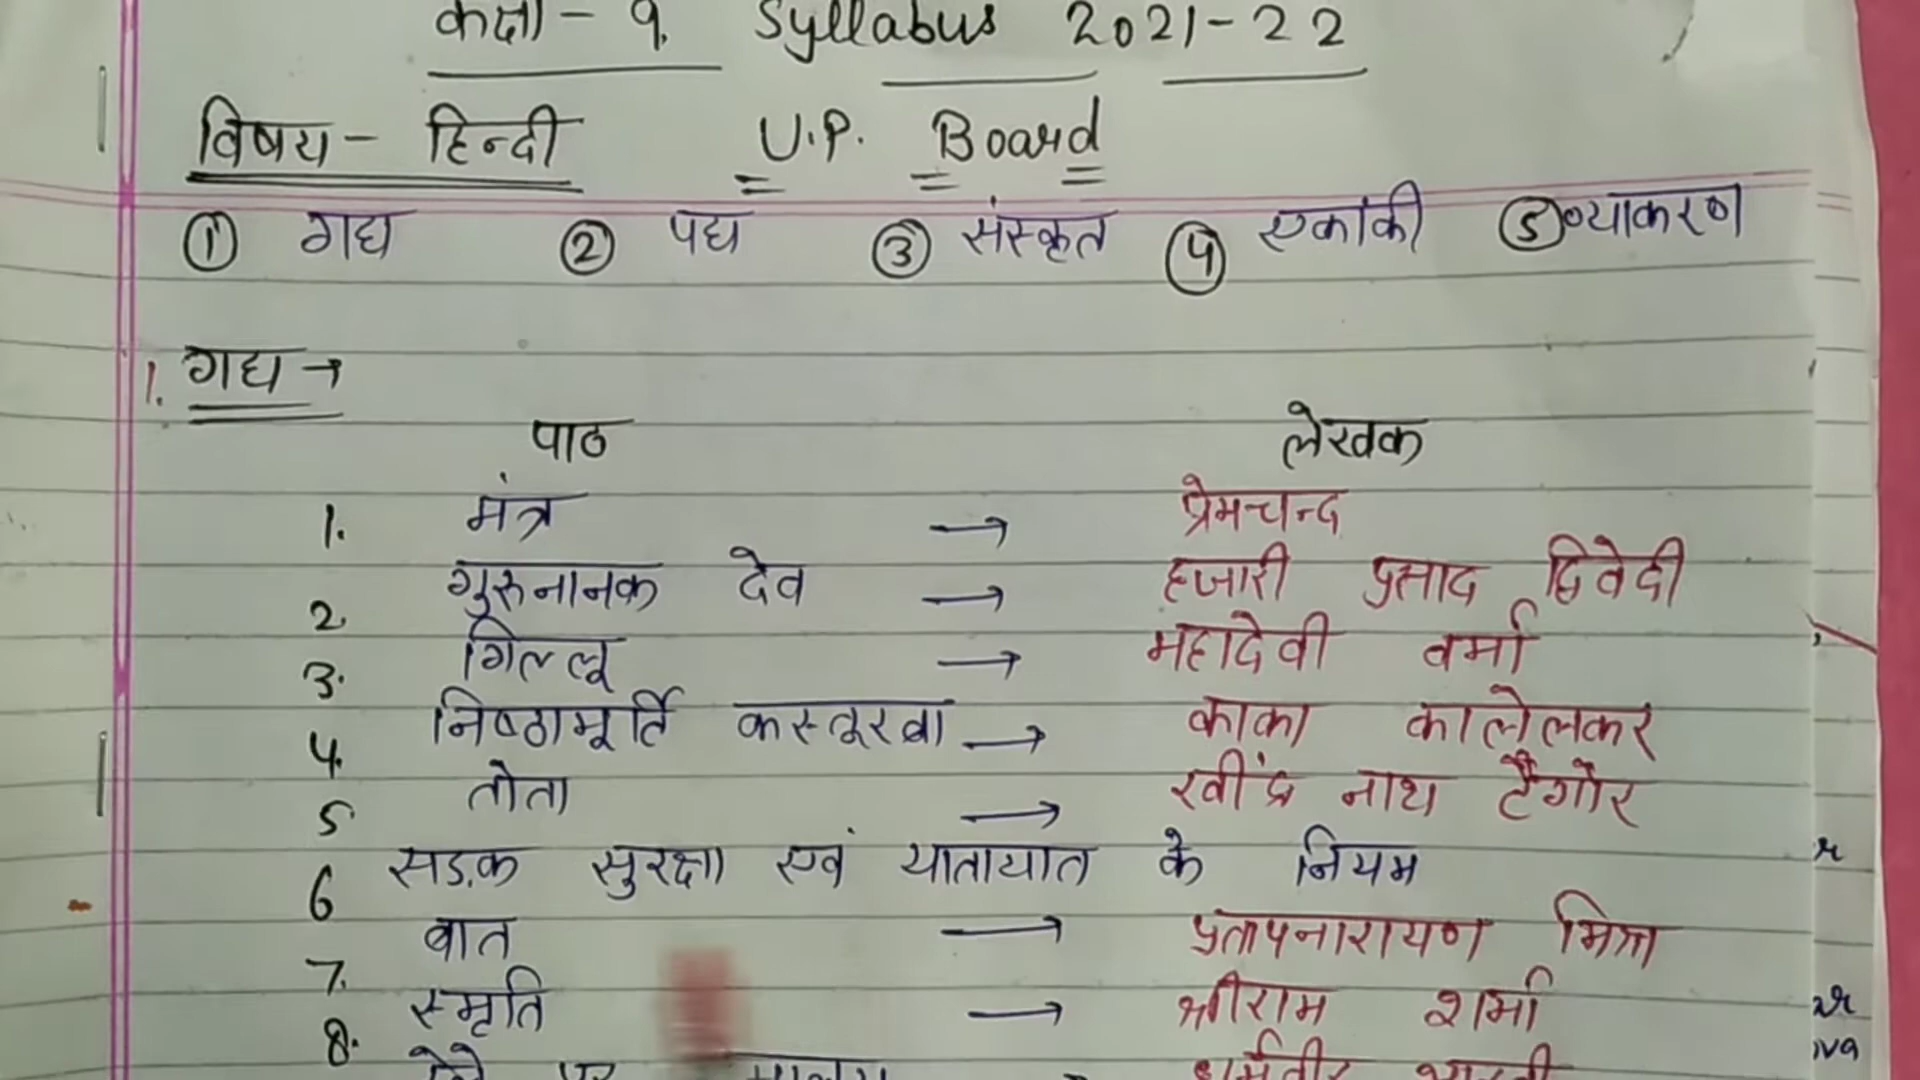 कक्षा - 9. Syllabus 2021-22
विषय - हिन्दी U.P. Board
① गद्य ② पद्य ③ संस्कृत ④ एकांकी ⑤ व्याकरण
1. गद्य →
पाठ लेखक
1. मंत्र → प्रेमचन्द
2. गुरुनानक देव → हजारी प्रसाद द्विवेदी
3. गिल्लू → महादेवी वर्मा
4. निष्ठामूर्ति कस्तूरबा → काका कालेलकर
5. तोता → रवींद्र नाथ टैगोर
6 सड़क सुरक्षा एवं यातायात के नियम
7. बात → प्रतापनारायण मिश्र
8. स्मृति → श्रीराम शर्मा